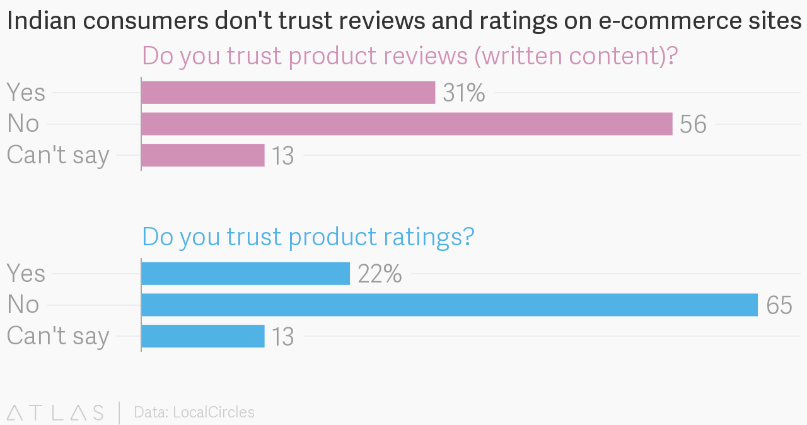 Indian consumers don't trust reviews and ratings on e-commerce sites
Do you trust product reviews (written content)?
Yes 31%
No 56
Can't say 13
Do you trust product ratings?
Yes 22%
No 65
Can't say 13
ATLAS | Data: LocalCircles